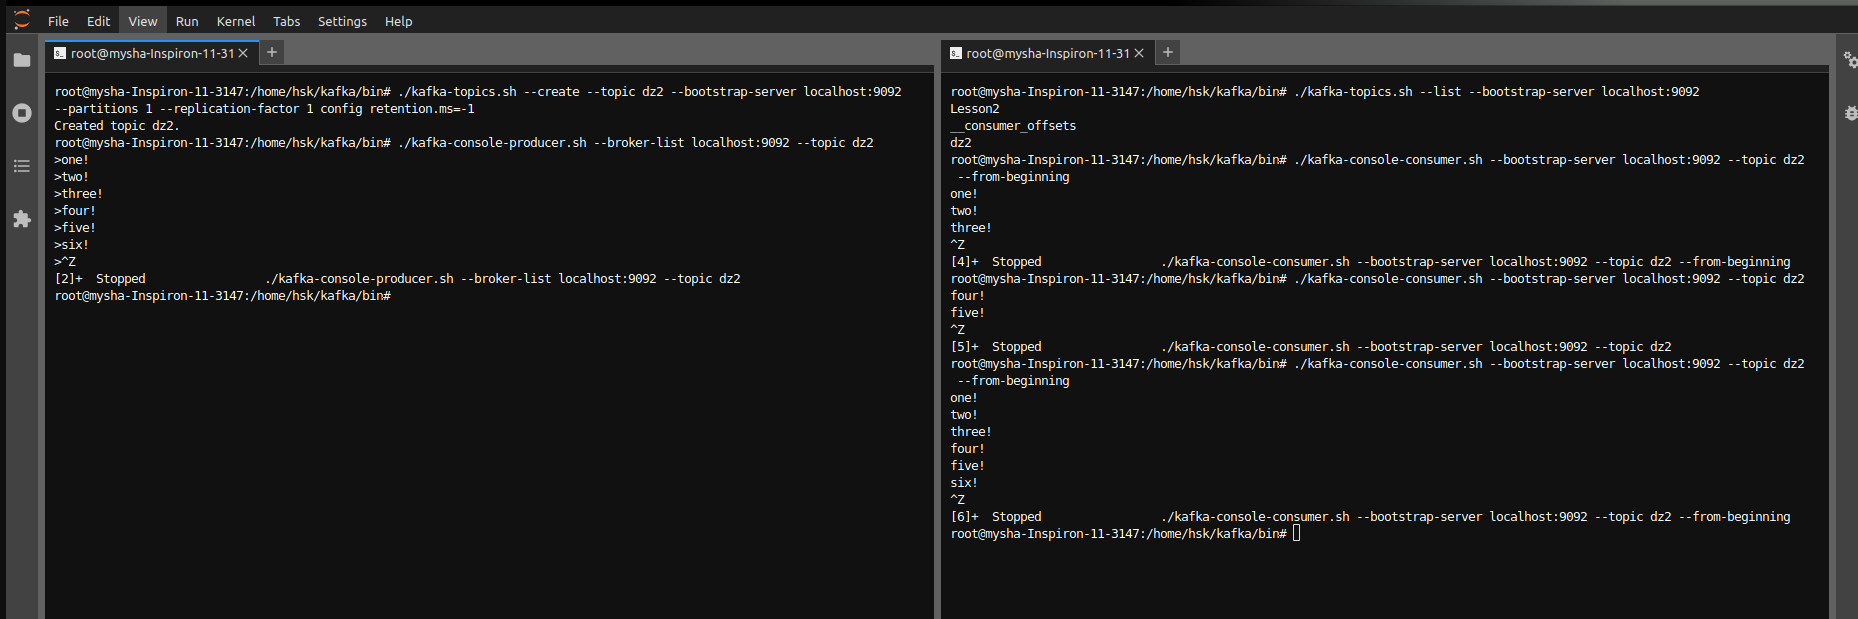 File Edit View Run Kernel Tabs Settings Help
root@mysha-Inspiron-11-31
root@mysha-Inspiron-11-3147:/home/hsk/kafka/bin# ./kafka-topics.sh --create --topic dz2 --bootstrap-server localhost:9092
--partitions 1 --replication-factor 1 config retention.ms=-1
Created topic dz2.
root@mysha-Inspiron-11-3147:/home/hsk/kafka/bin# ./kafka-console-producer.sh --broker-list localhost:9092 --topic dz2
>one!
>two!
>three!
>four!
>five!
>six!
>^Z
[2]+  Stopped                 ./kafka-console-producer.sh --broker-list localhost:9092 --topic dz2
root@mysha-Inspiron-11-3147:/home/hsk/kafka/bin#
root@mysha-Inspiron-11-31
root@mysha-Inspiron-11-3147:/home/hsk/kafka/bin# ./kafka-topics.sh --list --bootstrap-server localhost:9092
Lesson2
__consumer_offsets
dz2
root@mysha-Inspiron-11-3147:/home/hsk/kafka/bin# ./kafka-console-consumer.sh --bootstrap-server localhost:9092 --topic dz2
--from-beginning
one!
two!
three!
^Z
[4]+  Stopped                 ./kafka-console-consumer.sh --bootstrap-server localhost:9092 --topic dz2 --from-beginning
root@mysha-Inspiron-11-3147:/home/hsk/kafka/bin# ./kafka-console-consumer.sh --bootstrap-server localhost:9092 --topic dz2
four!
five!
^Z
[5]+  Stopped                 ./kafka-console-consumer.sh --bootstrap-server localhost:9092 --topic dz2
root@mysha-Inspiron-11-3147:/home/hsk/kafka/bin# ./kafka-console-consumer.sh --bootstrap-server localhost:9092 --topic dz2
--from-beginning
one!
two!
three!
four!
five!
six!
^Z
[6]+  Stopped                 ./kafka-console-consumer.sh --bootstrap-server localhost:9092 --topic dz2 --from-beginning
root@mysha-Inspiron-11-3147:/home/hsk/kafka/bin#